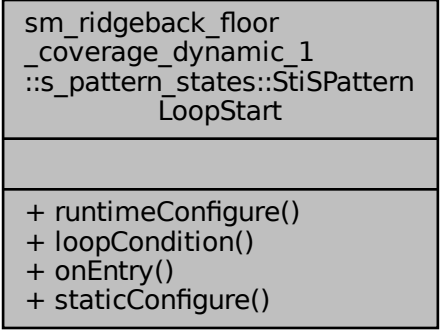 sm_ridgeback_floor
_coverage_dynamic_1
::s_pattern_states::StiSPattern
LoopStart
+ runtimeConfigure()
+ loopCondition()
+ onEntry()
+ staticConfigure()